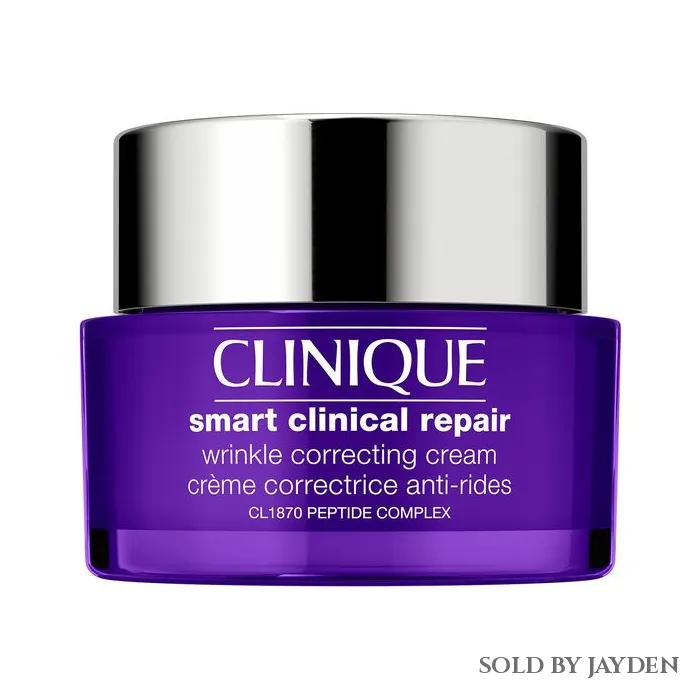 CLINIQUE
smart clinical repair
wrinkle correcting cream
crème correctrice anti-rides
CL1870 PEPTIDE COMPLEX
SOLD BY JAYDEN